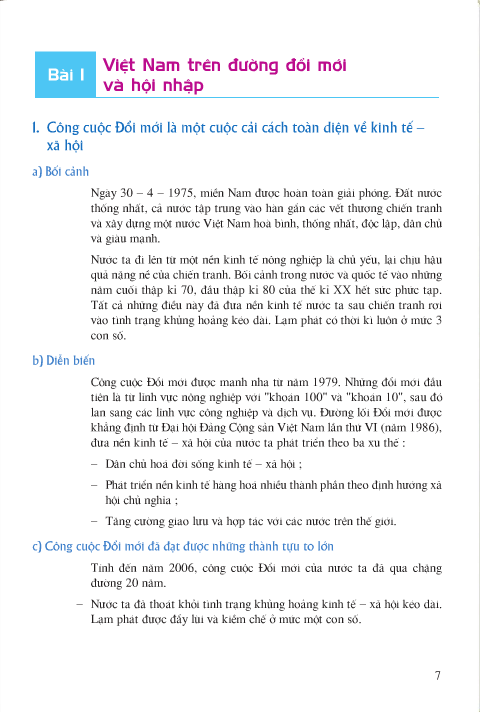 Bài 1
Việt Nam trên đường đổi mới
và hội nhập
I. Công cuộc Đổi mới là một cuộc cải cách toàn diện về kinh tế –
xã hội
a) Bối cảnh
Ngày 30 – 4 – 1975, miền Nam được hoàn toàn giải phóng. Đất nước
thống nhất, cả nước tập trung vào hàn gắn các vết thương chiến tranh
và xây dựng một nước Việt Nam hoà bình, thống nhất, độc lập, dân chủ
và giàu mạnh.
Nước ta đi lên từ một nền kinh tế nông nghiệp là chủ yếu, lại chịu hậu
quả nặng nề của chiến tranh. Bối cảnh trong nước và quốc tế vào những
năm cuối thập kỉ 70, đầu thập kỉ 80 của thế kỉ XX hết sức phức tạp.
Tất cả những điều này đã đưa nền kinh tế nước ta sau chiến tranh rơi
vào tình trạng khủng hoảng kéo dài. Lạm phát có thời kì luôn ở mức 3
con số.
b) Diễn biến
Công cuộc Đổi mới được manh nha từ năm 1979. Những đổi mới đầu
tiên là từ lĩnh vực nông nghiệp với "khoán 100" và "khoán 10", sau đó
lan sang các lĩnh vực công nghiệp và dịch vụ. Đường lối Đổi mới được
khẳng định từ Đại hội Đảng Cộng sản Việt Nam lần thứ VI (năm 1986),
đưa nền kinh tế – xã hội của nước ta phát triển theo ba xu thế :
– Dân chủ hoá đời sống kinh tế – xã hội ;
– Phát triển nền kinh tế hàng hoá nhiều thành phần theo định hướng xã
hội chủ nghĩa ;
– Tăng cường giao lưu và hợp tác với các nước trên thế giới.
c) Công cuộc Đổi mới đã đạt được những thành tựu to lớn
Tính đến năm 2006, công cuộc Đổi mới của nước ta đã qua chặng
đường 20 năm.
– Nước ta đã thoát khỏi tình trạng khủng hoảng kinh tế – xã hội kéo dài.
Lạm phát được đẩy lùi và kiềm chế ở mức một con số.
7